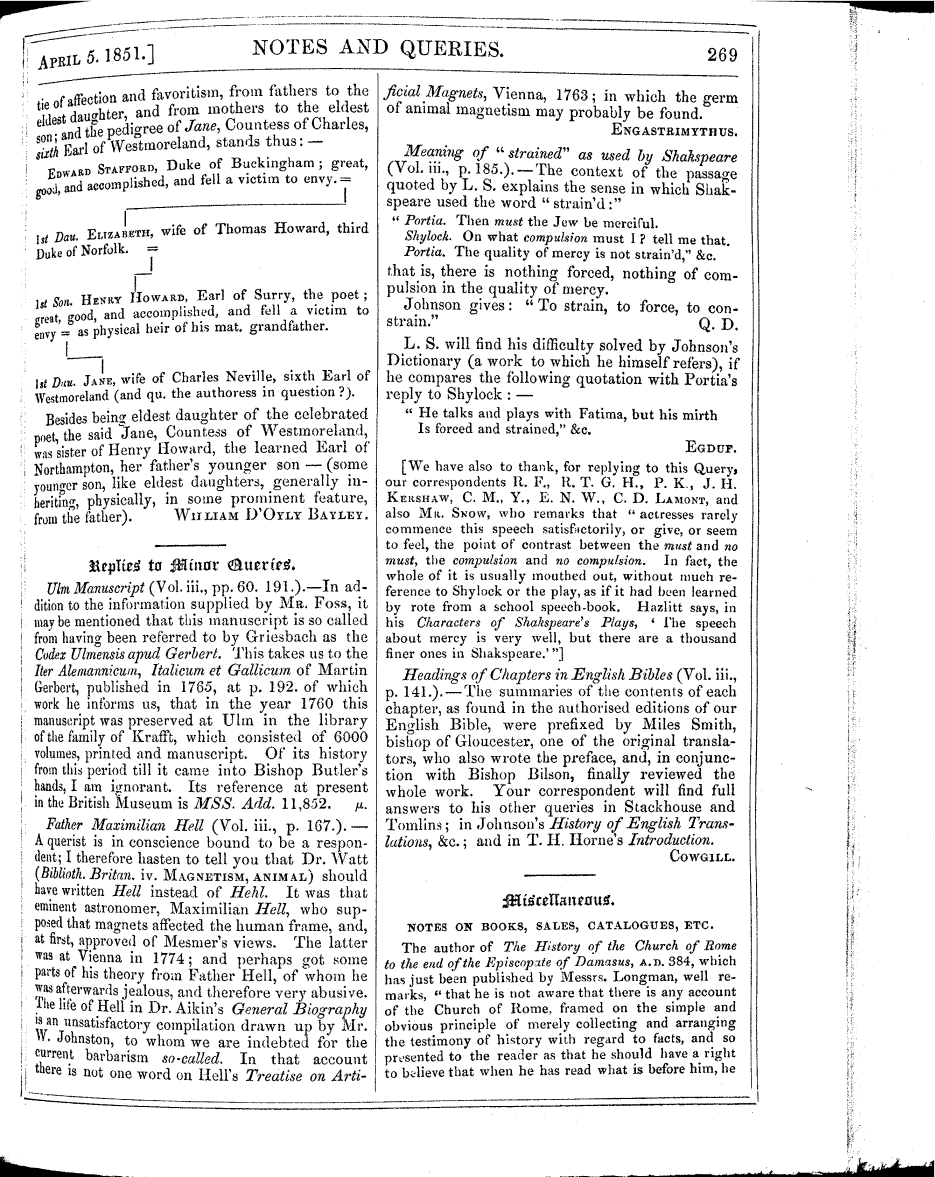 APRIL 5. 1851.] NOTES AND QUERIES. 269
tie of affection and favoritism, from fathers to the
eldest daughter, and from mothers to the eldest
son; and the pedigree of Jane, Countess of Charles,
sixth Earl of Westmoreland, stands thus: —
EDWARD STAFFORD, Duke of Buckingham; great,
good, and accomplished, and fell a victim to envy. =
1st Dau. ELIZABETH, wife of Thomas Howard, third
Duke of Norfolk. =
1st Son. HENRY HOWARD, Earl of Surry, the poet;
great, good, and accomplished, and fell a victim to
envy = as physical heir of his mat. grandfather.
1st Dau. JANE, wife of Charles Neville, sixth Earl of
Westmoreland (and qu. the authoress in question?).
Besides being eldest daughter of the celebrated
poet, the said Jane, Countess of Westmoreland,
was sister of Henry Howard, the learned Earl of
Northampton, her father's younger son — (some
younger son, like eldest daughters, generally in-
heriting, physically, in some prominent feature,
from the father). WILLIAM D'OYLY BAYLEY.
Replies to Minor Queries.
Ulm Manuscript (Vol. iii., pp. 60. 191.).—In ad-
dition to the information supplied by MR. FOSS, it
may be mentioned that this manuscript is so called
from having been referred to by Griesbach as the
Codex Ulmensis apud Gerbert. This takes us to the
Iter Alemannicum, Italicum et Gallicum of Martin
Gerbert, published in 1765, at p. 192. of which
work he informs us, that in the year 1760 this
manuscript was preserved at Ulm in the library
of the family of Krafft, which consisted of 6000
volumes, printed and manuscript. Of its history
from this period till it came into Bishop Butler's
hands, I am ignorant. Its reference at present
in the British Museum is MSS. Add. 11,852. μ.
Father Maximilian Hell (Vol. iii., p. 167.). —
A querist is in conscience bound to be a respon-
dent; I therefore hasten to tell you that Dr. Watt
(Biblioth. Britan. iv. MAGNETISM, ANIMAL) should
have written Hell instead of Hehl. It was that
eminent astronomer, Maximilian Hell, who sup-
posed that magnets affected the human frame, and,
at first, approved of Mesmer's views. The latter
was at Vienna in 1774; and perhaps got some
parts of his theory from Father Hell, of whom he
was afterwards jealous, and therefore very abusive.
The life of Hell in Dr. Aikin's General Biography
is an unsatisfactory compilation drawn up by Mr.
W. Johnston, to whom we are indebted for the
current barbarism so-called. In that account
there is not one word on Hell's Treatise on Arti-
ficial Magnets, Vienna, 1763; in which the germ
of animal magnetism may probably be found.
ENGASTRIMYTHUS.
Meaning of "strained" as used by Shakspeare
(Vol. iii., p. 185.).—The context of the passage
quoted by L. S. explains the sense in which Shak-
speare used the word "strain'd:"
"Portia. Then must the Jew be merciful.
Shylock. On what compulsion must I? tell me that.
Portia. The quality of mercy is not strain'd," &c.
that is, there is nothing forced, nothing of com-
pulsion in the quality of mercy.
Johnson gives: "To strain, to force, to con-
strain." Q. D.
L. S. will find his difficulty solved by Johnson's
Dictionary (a work to which he himself refers), if
he compares the following quotation with Portia's
reply to Shylock: —
"He talks and plays with Fatima, but his mirth
Is forced and strained," &c.
EGDUF.
[We have also to thank, for replying to this Query,
our correspondents R. F., R. T. G. H., P. K., J. H.
KERSHAW, C. M., Y., E. N. W., C. D. LAMONT, and
also MR. SNOW, who remarks that "actresses rarely
commence this speech satisfactorily, or give, or seem
to feel, the point of contrast between the must and no
must, the compulsion and no compulsion. In fact, the
whole of it is usually mouthed out, without much re-
ference to Shylock or the play, as if it had been learned
by rote from a school speech-book. Hazlitt says, in
his Characters of Shakspeare's Plays, 'The speech
about mercy is very well, but there are a thousand
finer ones in Shakspeare.'"]
Headings of Chapters in English Bibles (Vol. iii.,
p. 141.).—The summaries of the contents of each
chapter, as found in the authorised editions of our
English Bible, were prefixed by Miles Smith,
bishop of Gloucester, one of the original transla-
tors, who also wrote the preface, and, in conjunc-
tion with Bishop Bilson, finally reviewed the
whole work. Your correspondent will find full
answers to his other queries in Stackhouse and
Tomlins; in Johnson's History of English Trans-
lations, &c.; and in T. H. Horne's Introduction.
COWGILL.
Miscellaneous.
NOTES ON BOOKS, SALES, CATALOGUES, ETC.
The author of The History of the Church of Rome
to the end of the Episcopate of Damasus, A.D. 384, which
has just been published by Messrs. Longman, well re-
marks, "that he is not aware that there is any account
of the Church of Rome, framed on the simple and
obvious principle of merely collecting and arranging
the testimony of history with regard to facts, and so
presented to the reader as that he should have a right
to believe that when he has read what is before him, he